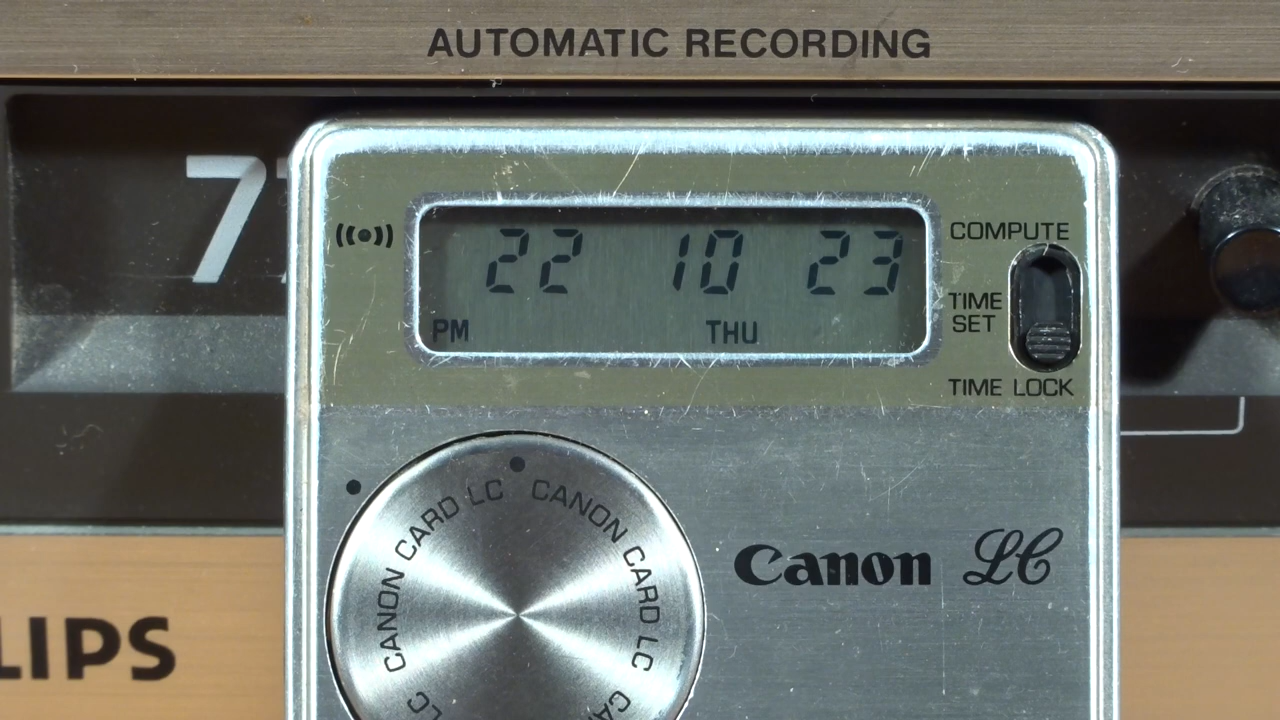 AUTOMATIC RECORDING
7
((•)) COMPUTE
22 10 23
TIME SET
PM THU
TIME LOCK
CANON CARD LC CANON CARD LC
Canon LC
LIPS